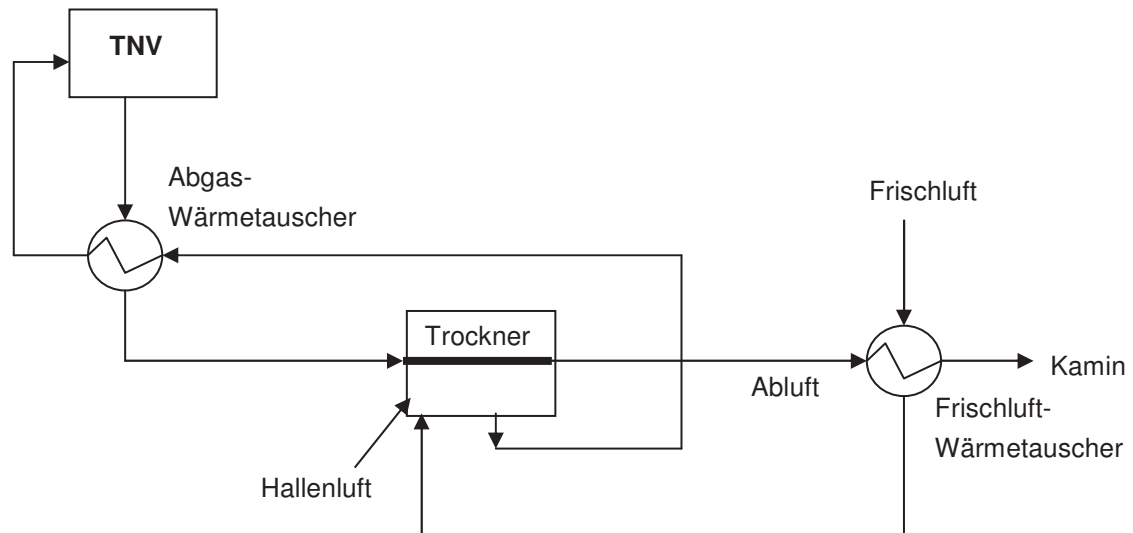 TNV
Abgas-
Wärmetauscher
Frischluft
Trockner
Abluft
Kamin
Frischluft-
Wärmetauscher
Hallenluft